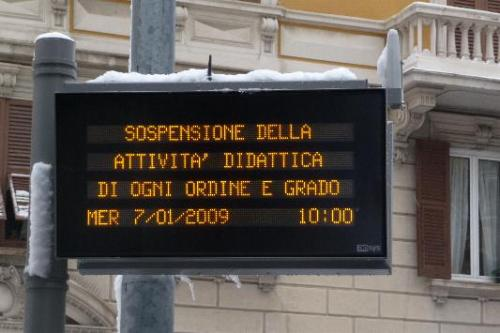 SOSPENSIONE DELLA
ATTIVITA' DIDATTICA
DI OGNI ORDINE E GRADO
MER 7/01/2009 10:00